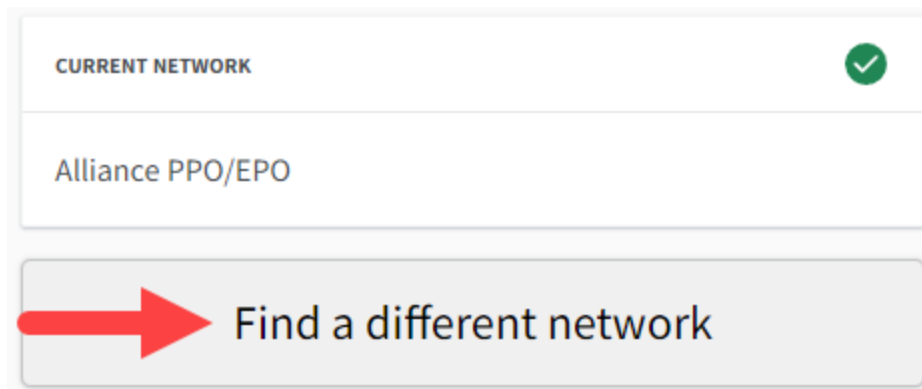 CURRENT NETWORK
Alliance PPO/EPO
Find a different network